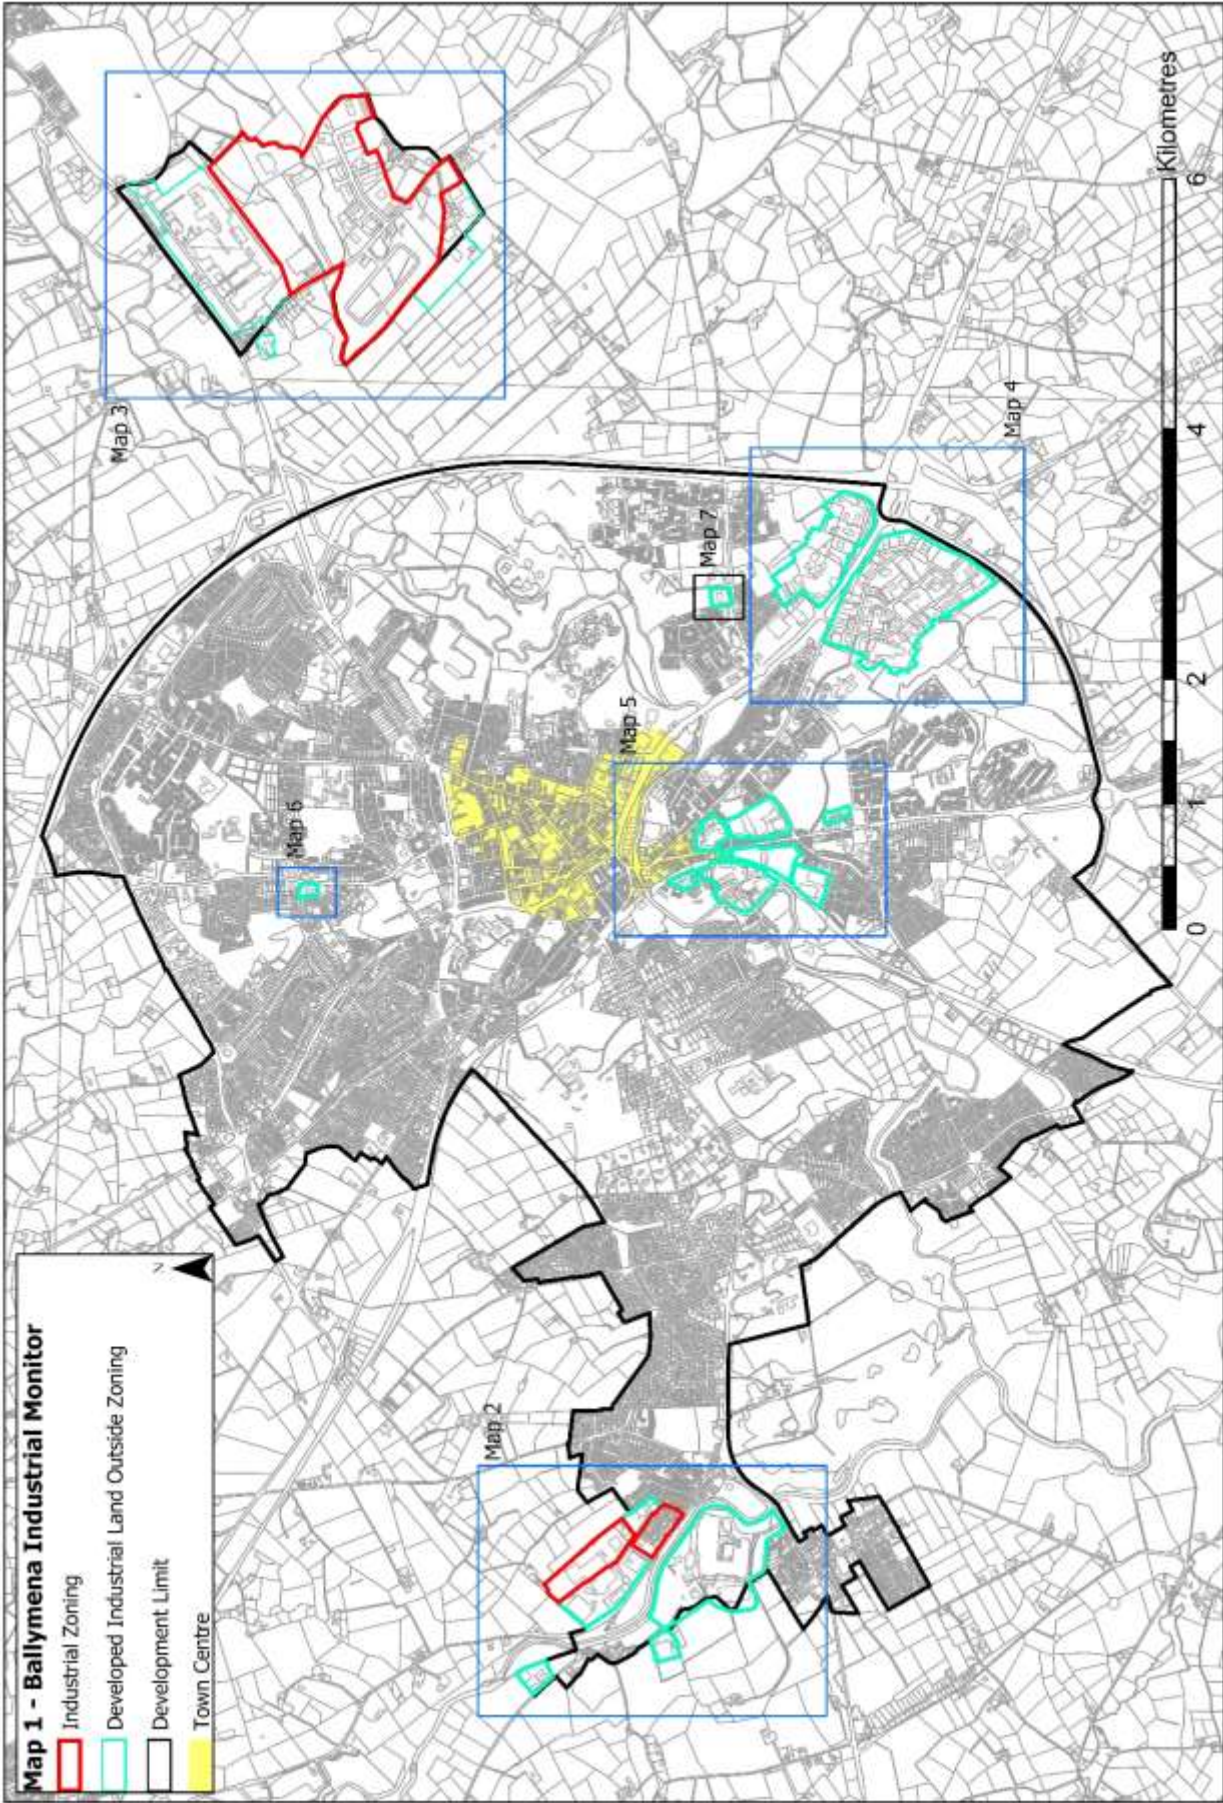 Map 1 - Ballymena Industrial Monitor
Industrial Zoning
Developed Industrial Land Outside Zoning
Development Limit
Town Centre
N
Map 2
Map 3
Map 6
Map 5
Map 7
Map 4
0 1 2 4 6
Kilometres